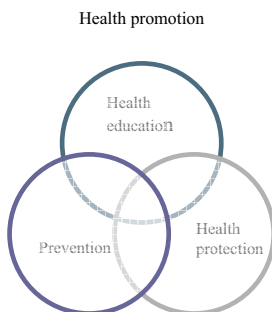 Health promotion
Health
education
Prevention
Health
protection